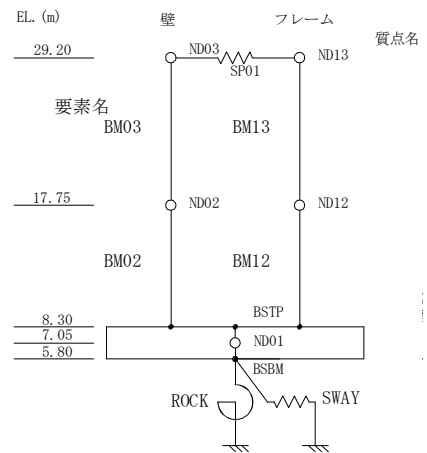 EL. (m)
壁
フレーム
質点名
29.20
ND03
ND13
SP01
要素名
BM03
BM13
17.75
ND02
ND12
BM02
BM12
8.30
BSTP
7.05
ND01
5.80
BSBM
ROCK
SWAY